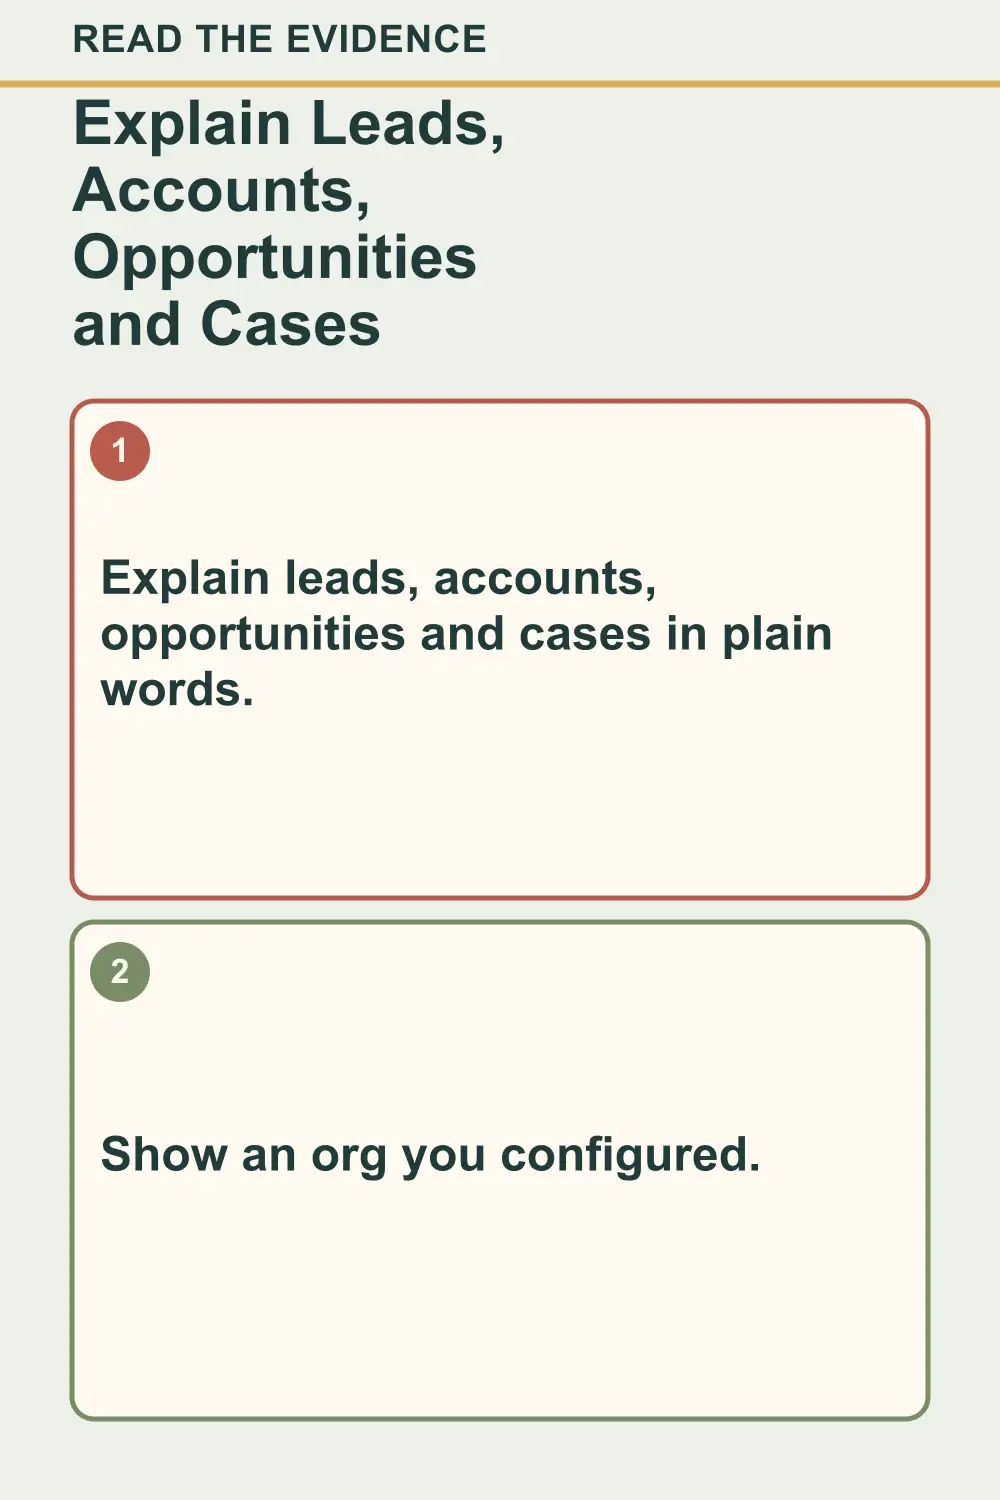 READ THE EVIDENCE
Explain Leads,
Accounts,
Opportunities
and Cases
1
Explain leads, accounts,
opportunities and cases in plain
words.
2
Show an org you configured.